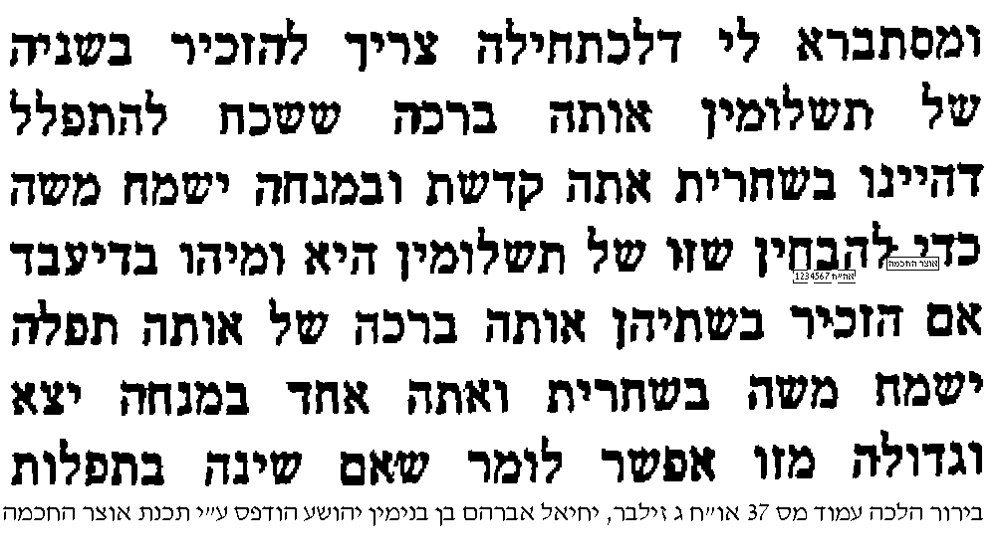 ומסתברא לי דלכתחילה צריך להזכיר בשניה
של תשלומין אותה ברכה ששכח להתפלל
דהיינו בשחרית אתה קדשת ובמנחה ישמח משה
כדי להבחין שזו של תשלומין היא ומיהו בדיעבד
אוצר החכמה
אח"ח 1234567
אם הזכיר בשתיהן אותה ברכה של אותה תפלה
ישמח משה בשחרית ואתה אחד במנחה יצא
וגדולה מזו אפשר לומר שאם שינה בתפלות
בירור הלכה עמוד מס 37 או"ח ג זילבר, יחיאל אברהם בן בנימין יהושע הודפס ע"י תכנת אוצר החכמה